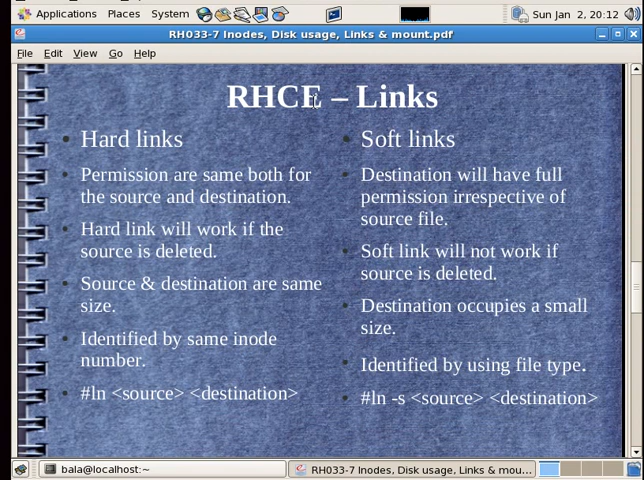 Applications Places System Sun Jan 2, 20:12
RH033-7 Inodes, Disk usage, Links & mount.pdf
File Edit View Go Help
RHCE – Links
• Hard links
• Permission are same both for
the source and destination.
• Hard link will work if the
source is deleted.
• Source & destination are same
size.
• Identified by same inode
number.
• #ln <source> <destination>
• Soft links
• Destination will have full
permission irrespective of
source file.
• Soft link will not work if
source is deleted.
• Destination occupies a small
size.
• Identified by using file type.
• #ln -s <source> <destination>
bala@localhost:~ RH033-7 Inodes, Disk usage, Links & mou...